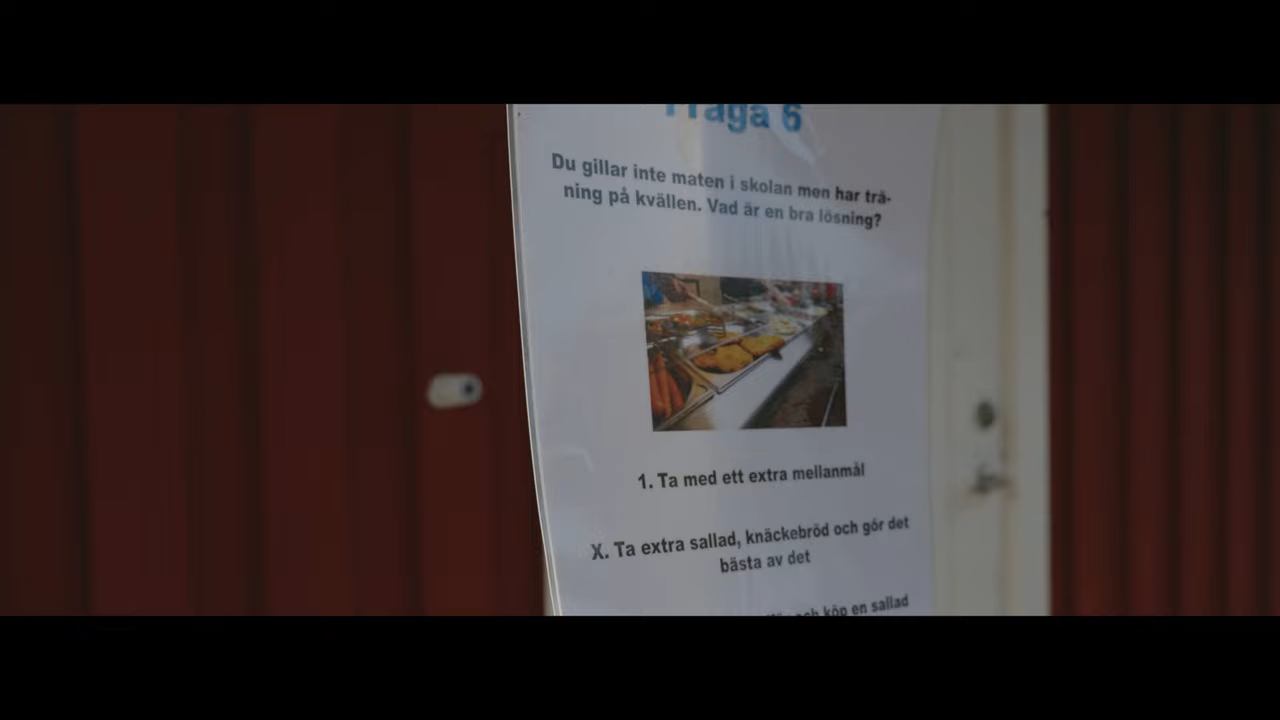 Fråga 6
Du gillar inte maten i skolan men har trä-
ning på kvällen. Vad är en bra lösning?
1. Ta med ett extra mellanmål
X. Ta extra sallad, knäckebröd och gör det
bästa av det
och köp en sallad